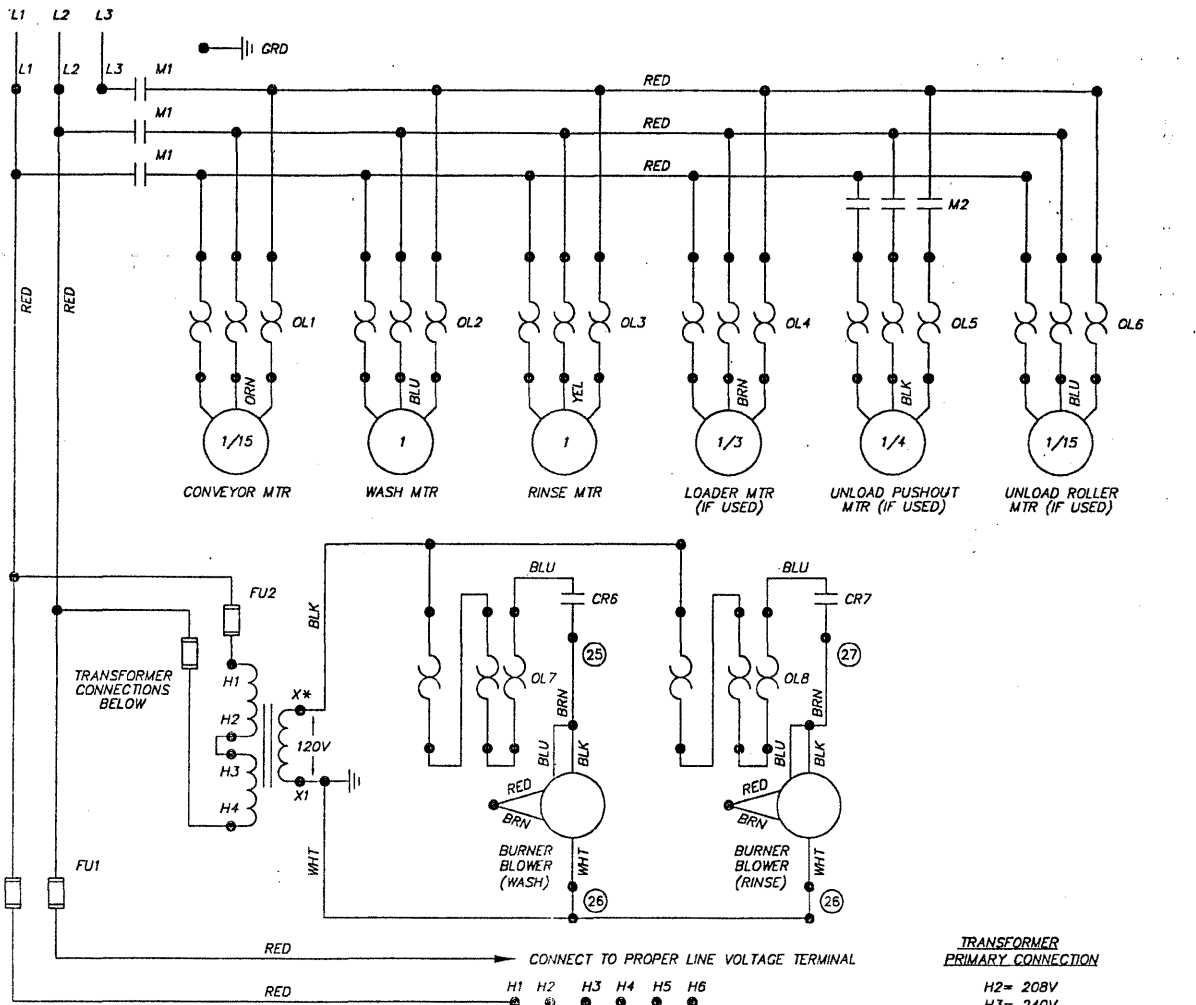 L1 L2 L3
GRD
L1 L2 L3 M1
RED
M1
RED
M1
RED
M2
RED RED
OL1 OL2 OL3 OL4 OL5 OL6
ORN BLU YEL BRN BLK BLU
1/15 1 1 1/3 1/4 1/15
CONVEYOR MTR WASH MTR RINSE MTR LOADER MTR UNLOAD PUSHOUT UNLOAD ROLLER
(IF USED) MTR (IF USED) MTR (IF USED)
BLU BLU
FU2 CR6 CR7
BLK
25 27
TRANSFORMER
CONNECTIONS
BELOW
H1 OL7 OL8
X* BRN BRN
H2 120V
H3 BLU BLK BLU BLK
X1 RED RED
H4 BRN BRN
BURNER
BLOWER
(WASH)
BURNER
BLOWER
(RINSE)
FU1 WHT WHT WHT
26 26
RED CONNECT TO PROPER LINE VOLTAGE TERMINAL
TRANSFORMER
PRIMARY CONNECTION
RED H1 H2 H3 H4 H5 H6
H2= 208V
H3= 240V